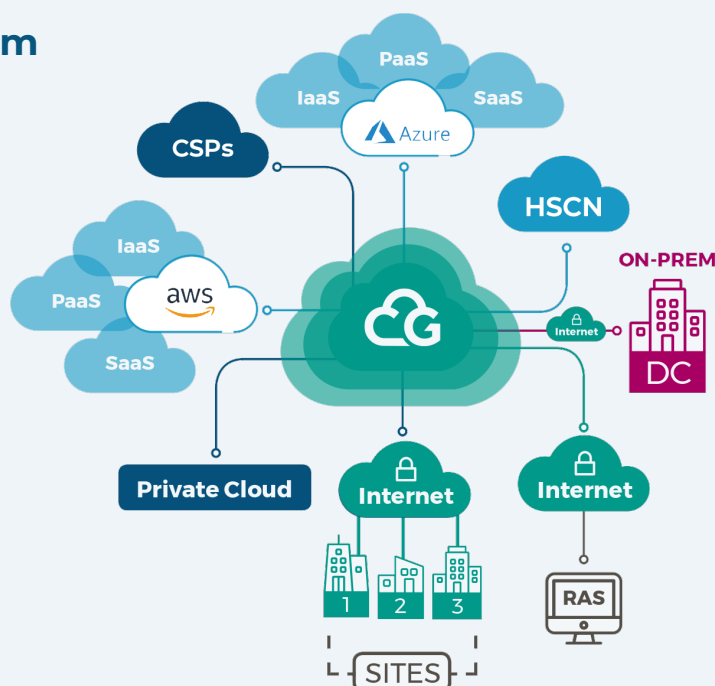 m
PaaS
IaaS
SaaS
Azure
CSPs
HSCN
IaaS
ON-PREM
aws
PaaS
CG
Internet
SaaS
DC
Private Cloud
Internet
Internet
1
2
3
RAS
SITES